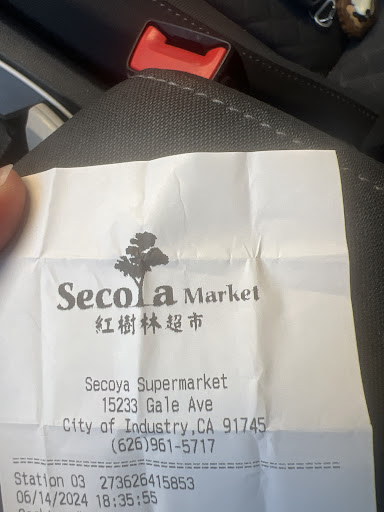 Secoya Market
紅樹林超市
Secoya Supermarket
15233 Gale Ave
City of Industry,CA 91745
(626)961-5717
Station 03 273626415853
06/14/2024 18:35:55